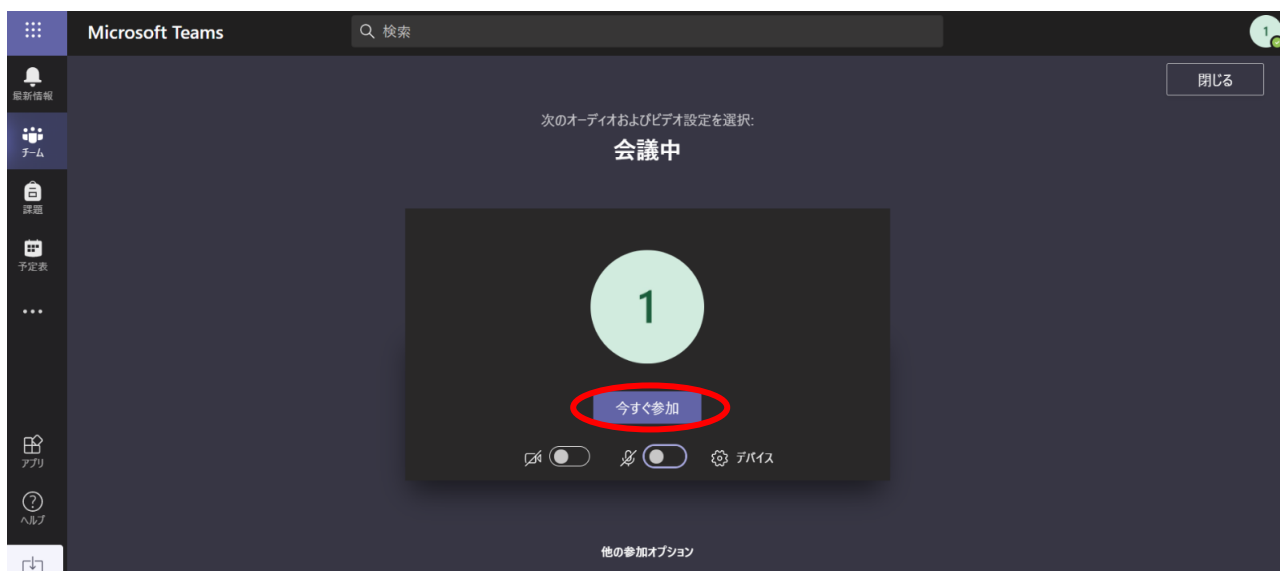 Microsoft Teams
検索
1
最新情報
チーム
課題
予定表
アプリ
ヘルプ
閉じる
次のオーディオおよびビデオ設定を選択:
会議中
1
今すぐ参加
デバイス
他の参加オプション